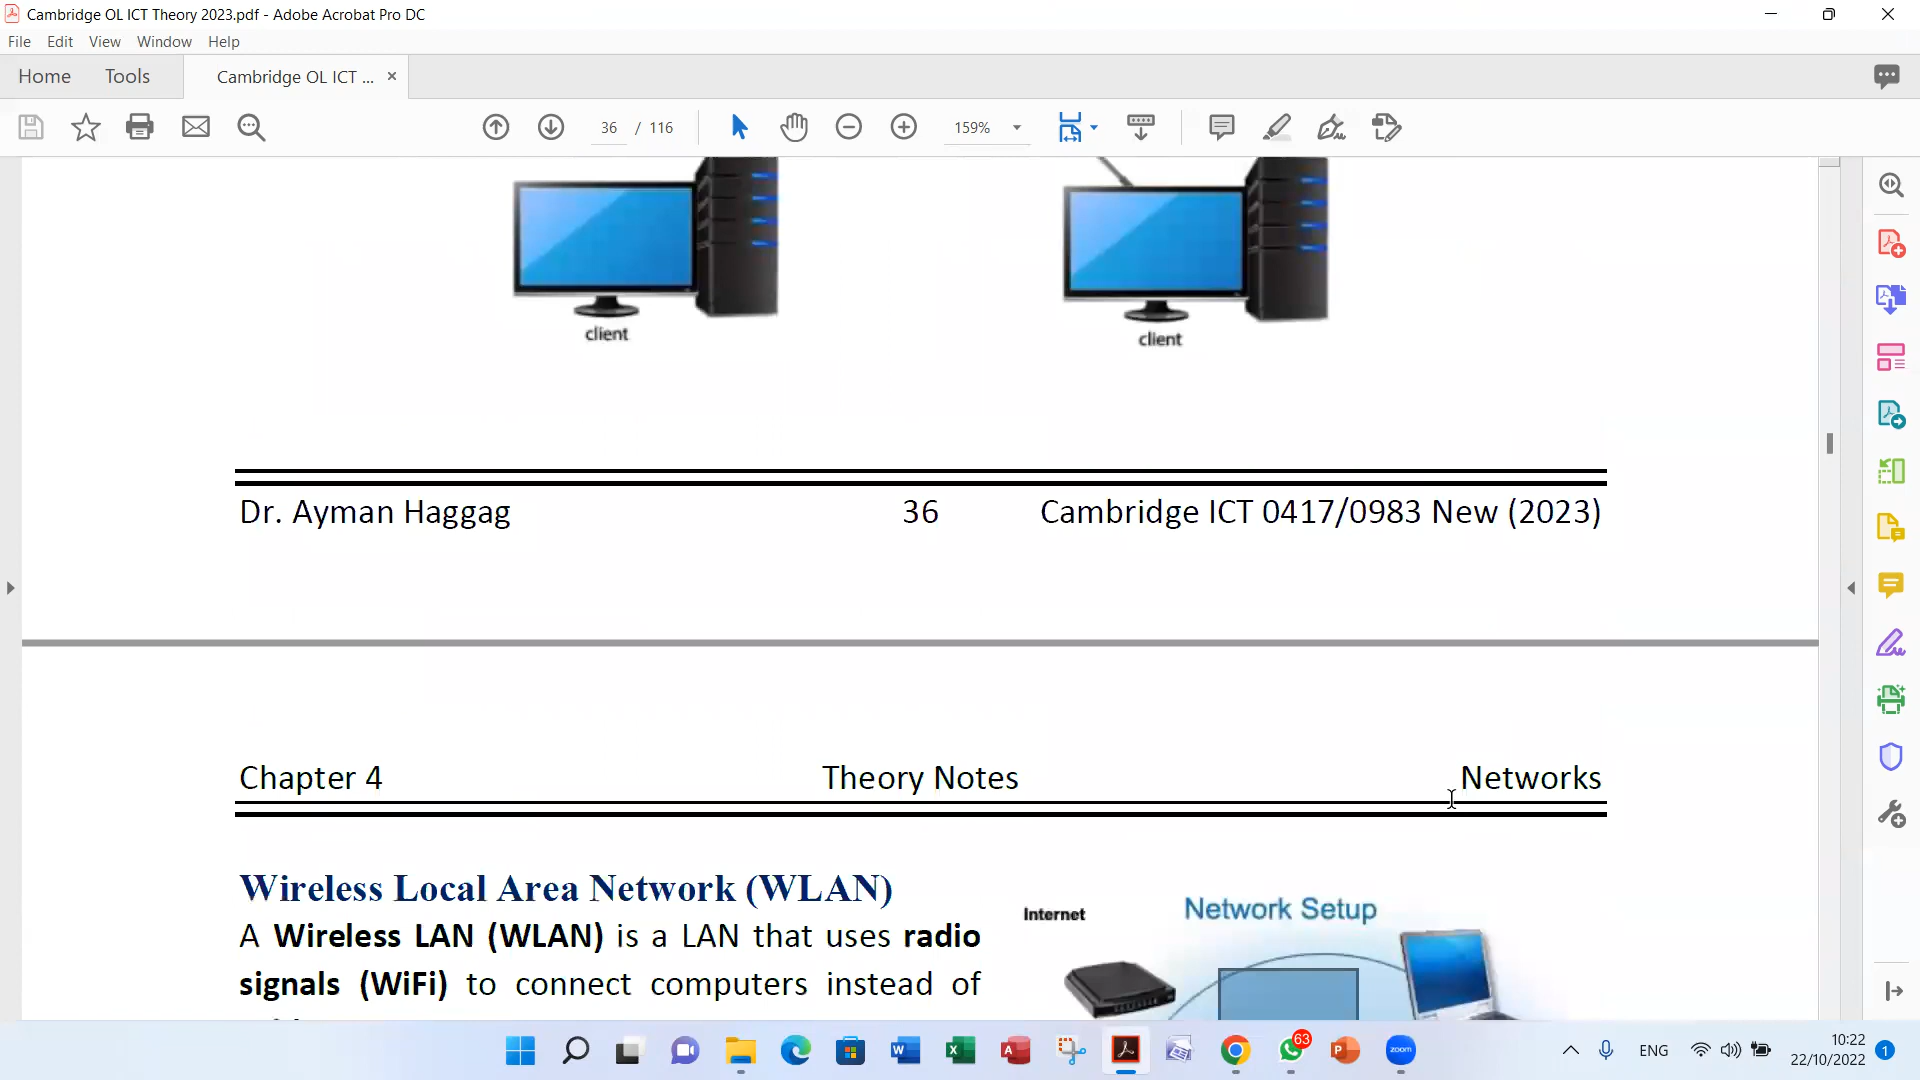 Cambridge OL ICT Theory 2023.pdf - Adobe Acrobat Pro DC
File Edit View Window Help
Home Tools Cambridge OL ICT ... ×
36 / 116 159%
client
client
Dr. Ayman Haggag 36 Cambridge ICT 0417/0983 New (2023)
Chapter 4 Theory Notes Networks
Wireless Local Area Network (WLAN)
A Wireless LAN (WLAN) is a LAN that uses radio
signals (WiFi) to connect computers instead of
Internet
Network Setup
63
zoom
ENG
10:22
22/10/2022
1